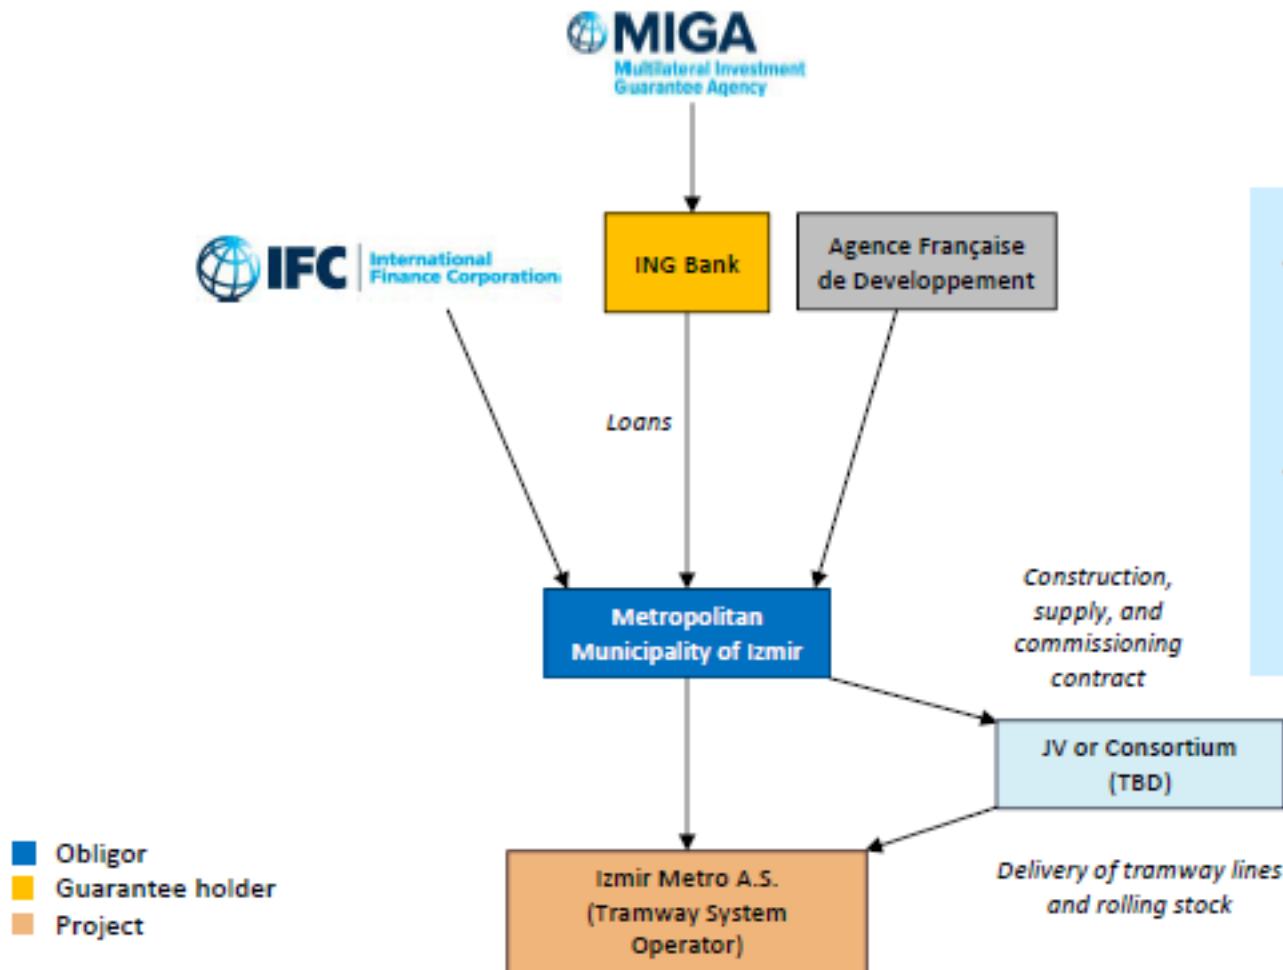 MIGA
Multilateral Investment
Guarantee Agency
IFC
International
Finance Corporation
ING Bank
Agence Française
de Developpement
Loans
Metropolitan
Municipality of Izmir
Construction,
supply, and
commissioning
contract
JV or Consortium
(TBD)
Obligor
Guarantee holder
Project
Izmir Metro A.S.
(Tramway System
Operator)
Delivery of tramway lines
and rolling stock